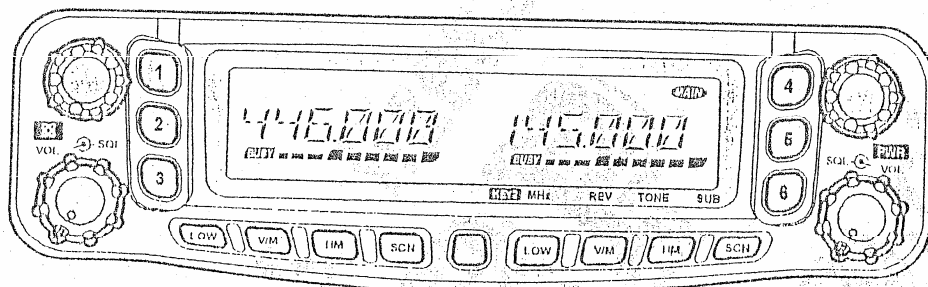 1
2
3
4
5
6
MAIN
446.000
145.000
BUSY
BUSY
VOL
SQL
SQL
PWR
VOL
KEY2 MHz REV TONE SUB
LOW V/M HM SCN
LOW V/M HM SCN